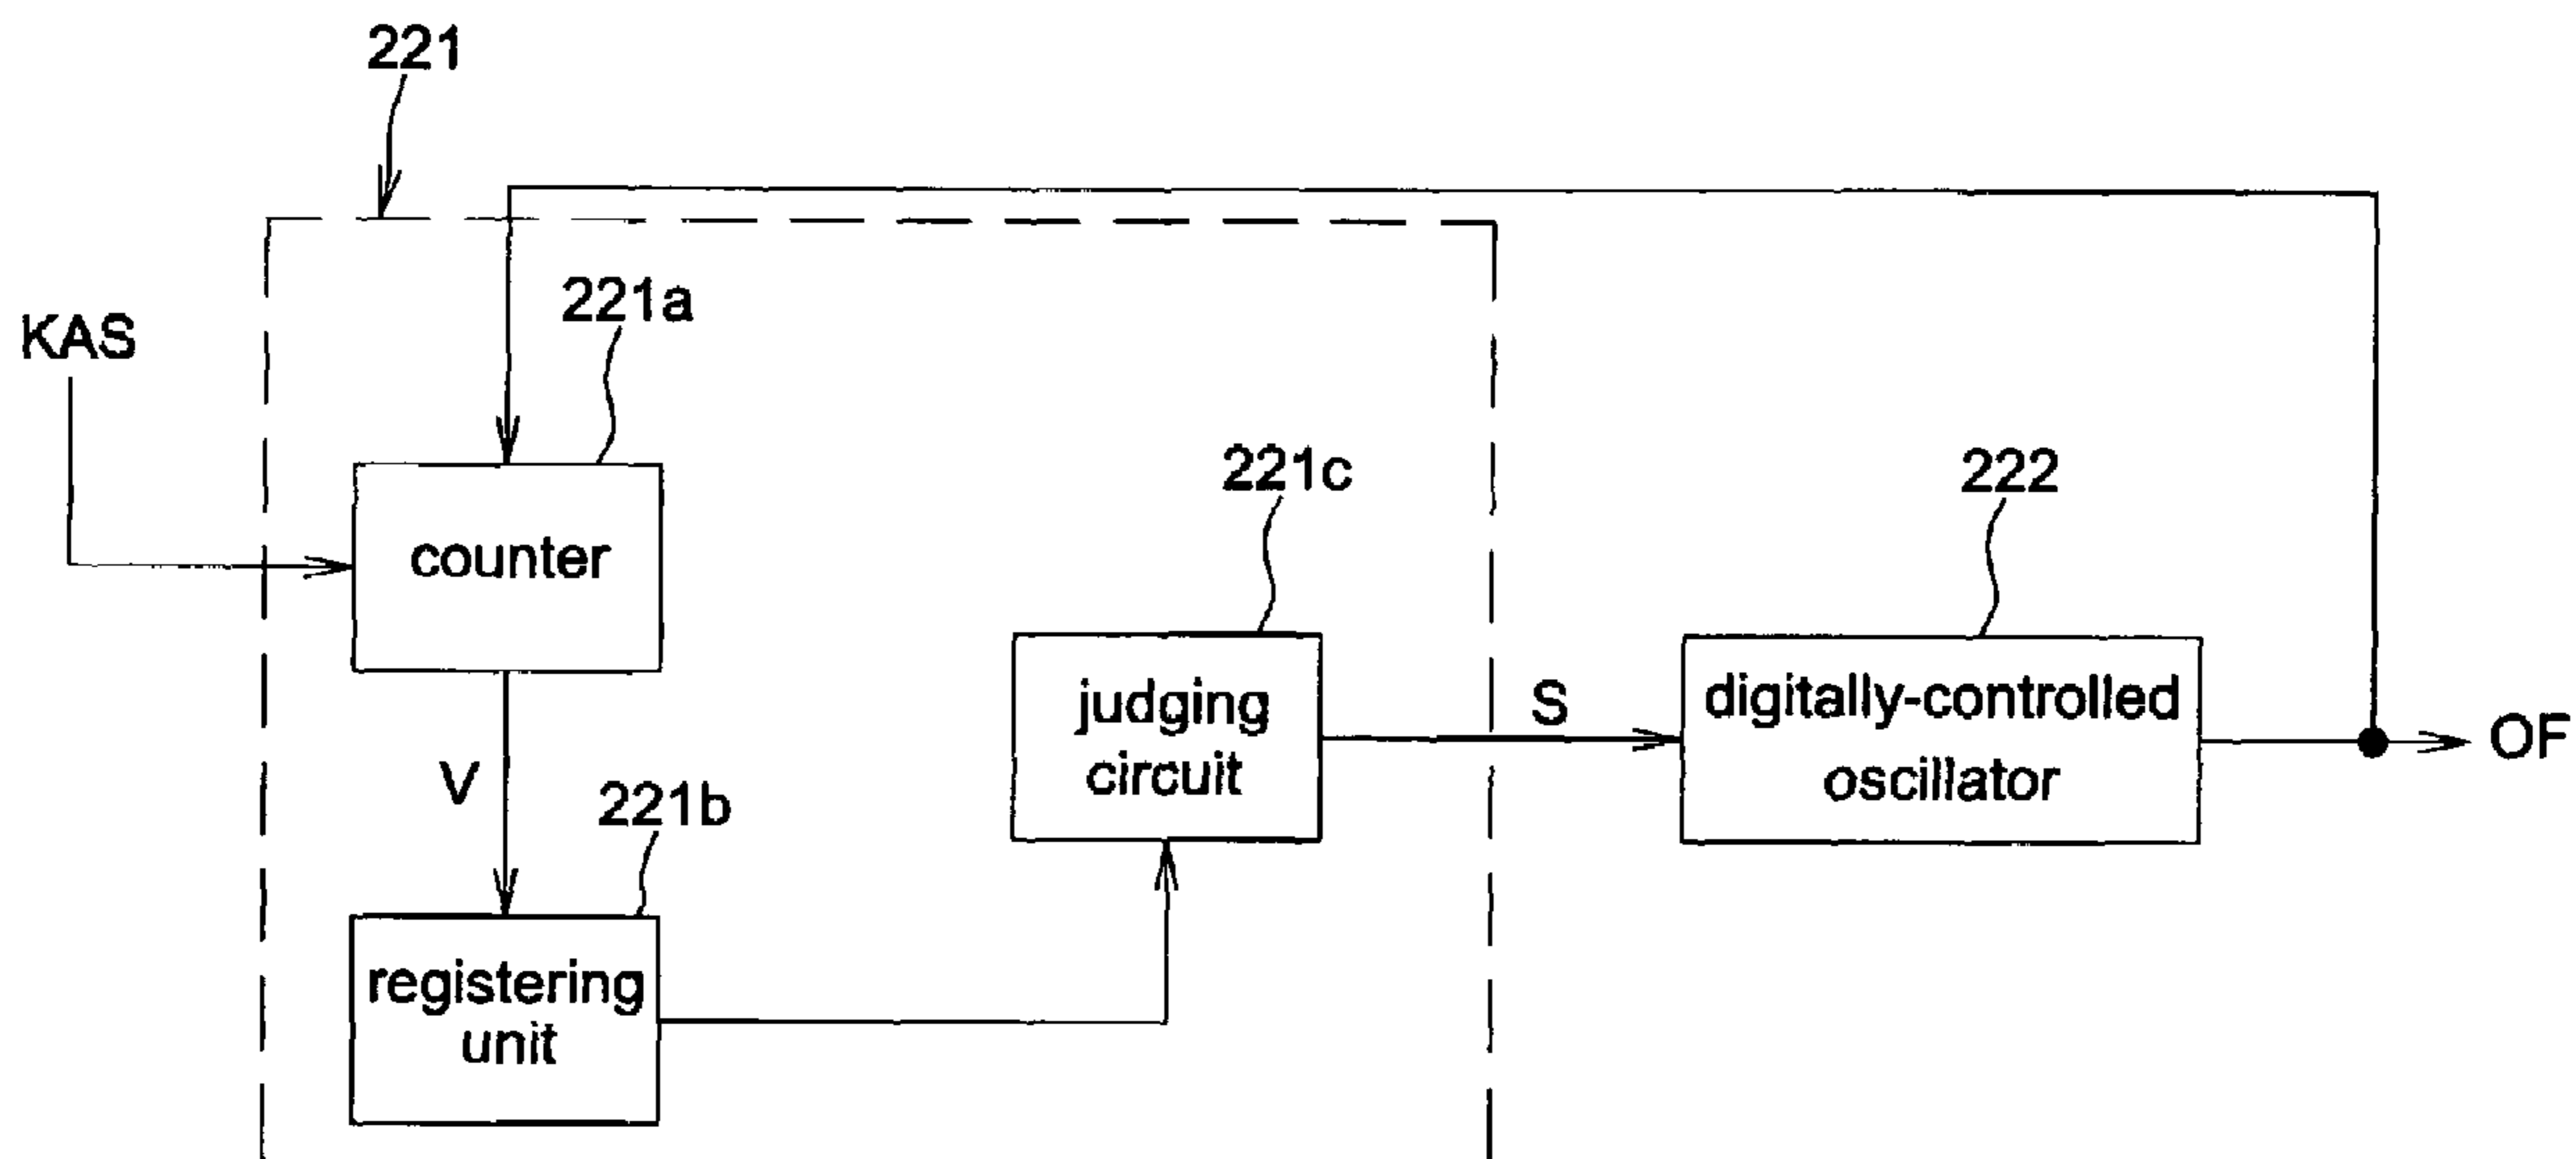 221
221a
KAS
counter
221c
222
judging
circuit
S
digitally-controlled
oscillator
OF
V
221b
registering
unit